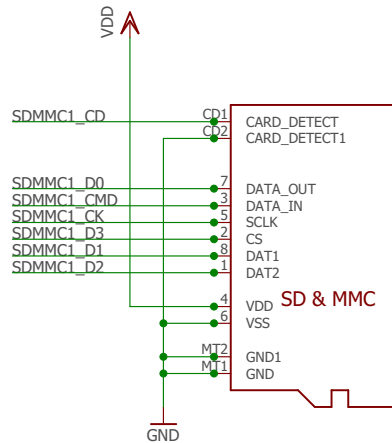 VDD
SDMMC1_CD CD1 CARD_DETECT
CD2 CARD_DETECT1
SDMMC1_D0 7 DATA_OUT
SDMMC1_CMD 3 DATA_IN
SDMMC1_CK 5 SCLK
SDMMC1_D3 2 CS
SDMMC1_D1 8 DAT1
SDMMC1_D2 1 DAT2
4 VDD SD & MMC
6 VSS
MT2 GND1
MT1 GND
GND